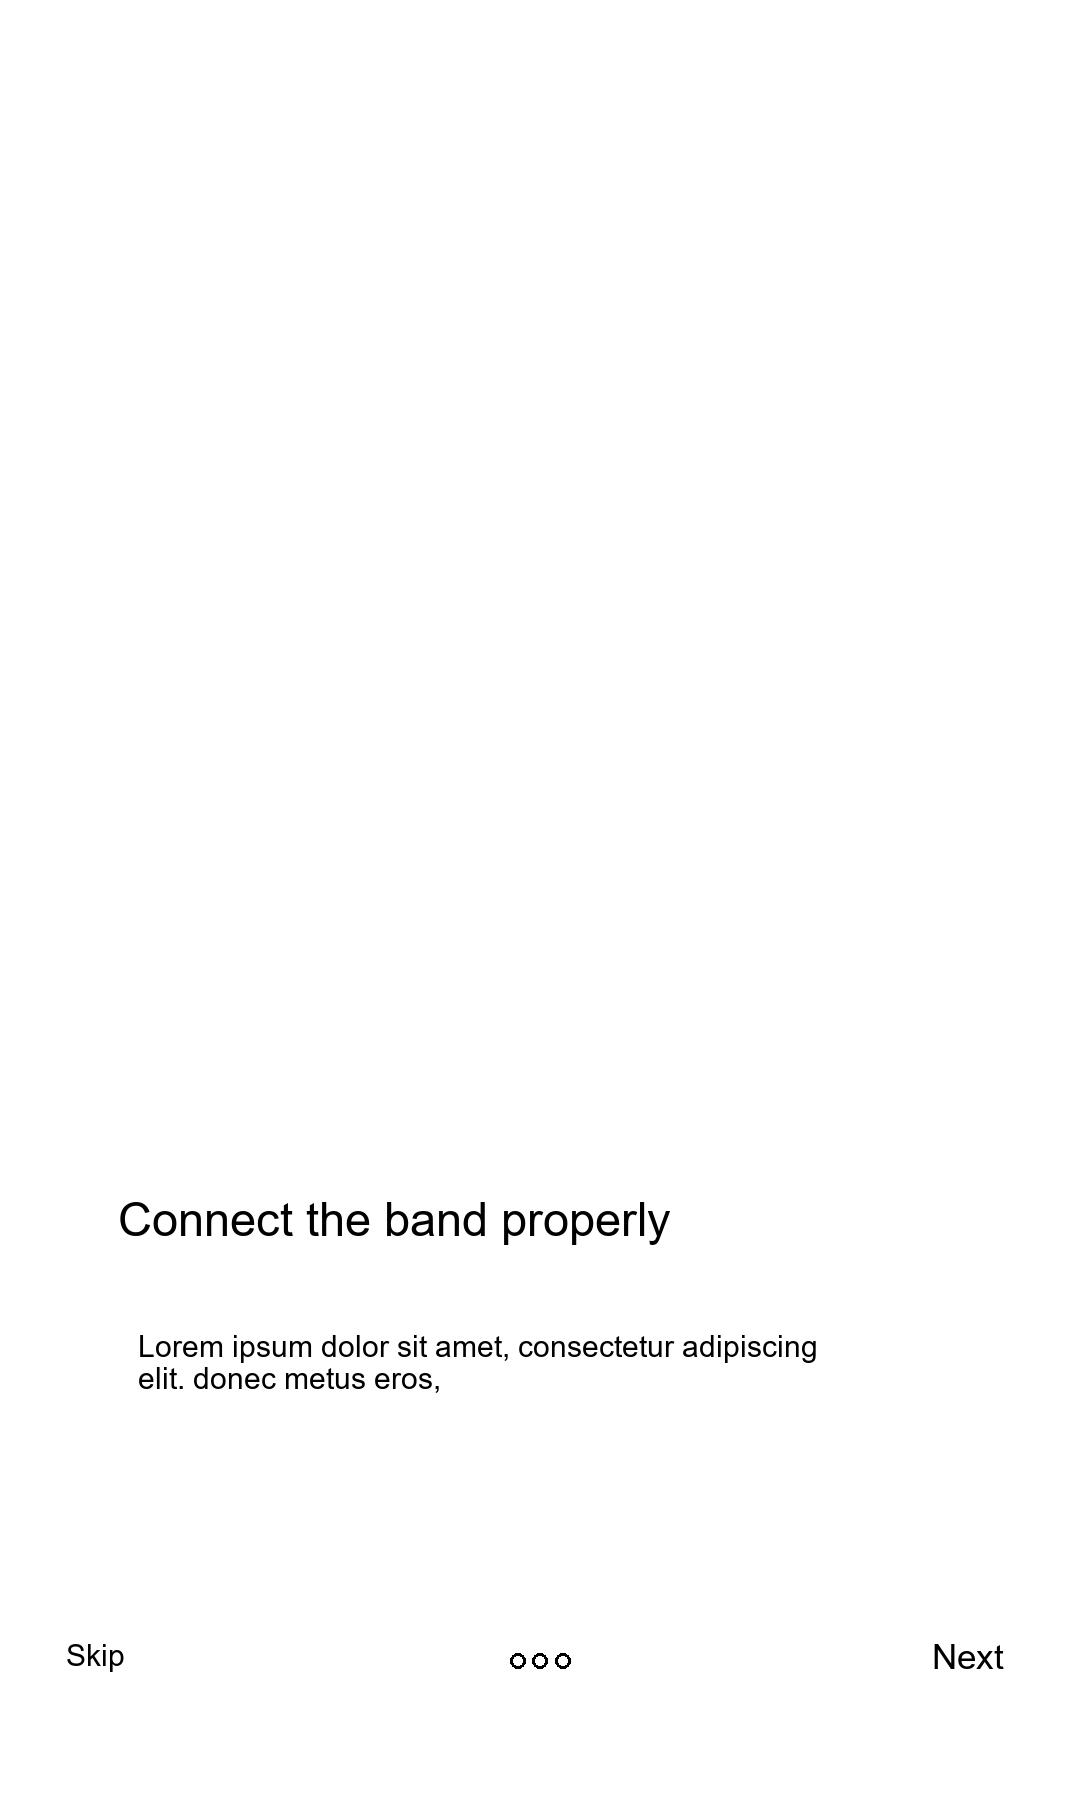 Connect the band properly
Lorem ipsum dolor sit amet, consectetur adipiscing
elit. donec metus eros,
Skip
Next